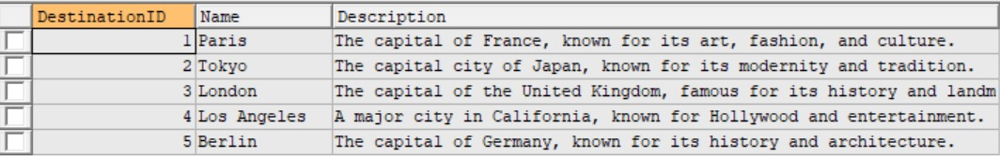 DestinationID Name Description
1 Paris The capital of France, known for its art, fashion, and culture.
2 Tokyo The capital city of Japan, known for its modernity and tradition.
3 London The capital of the United Kingdom, famous for its history and landm
4 Los Angeles A major city in California, known for Hollywood and entertainment.
5 Berlin The capital of Germany, known for its history and architecture.